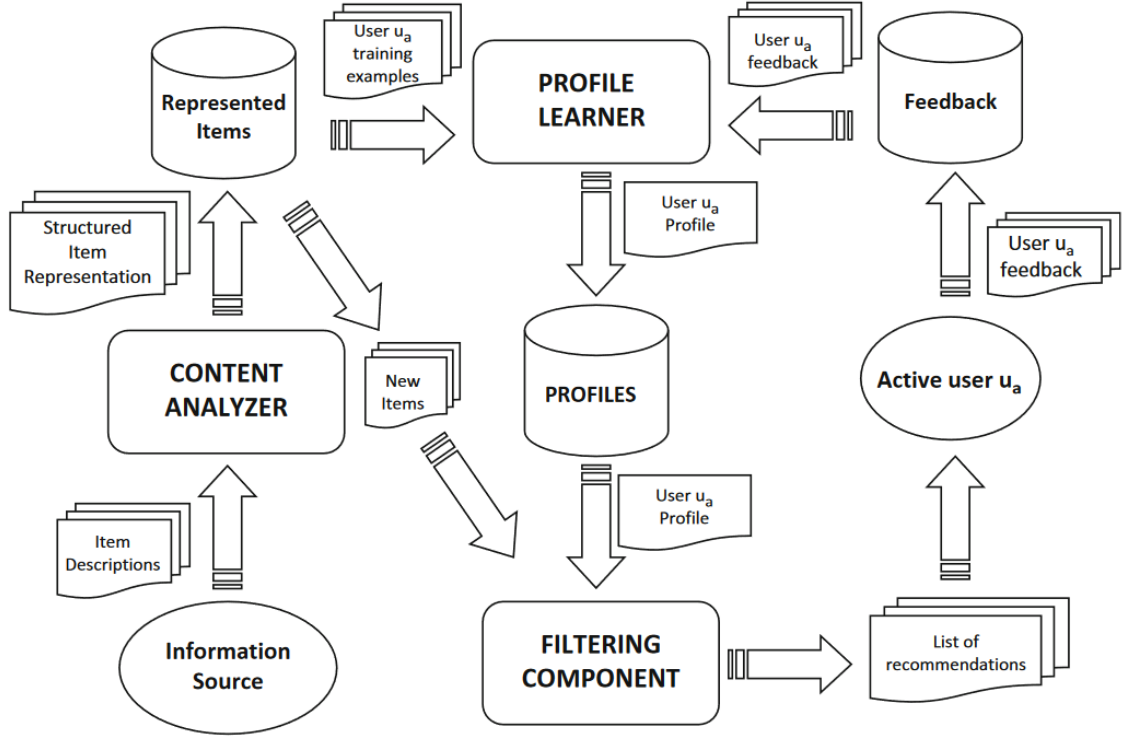 User uₐ
training
examples
User uₐ
feedback
Represented
Items
PROFILE
LEARNER
Feedback
Structured
Item
Representation
User uₐ
Profile
User uₐ
feedback
CONTENT
ANALYZER
New
Items
PROFILES
Active user uₐ
Item
Descriptions
User uₐ
Profile
Information
Source
FILTERING
COMPONENT
List of
recommendations